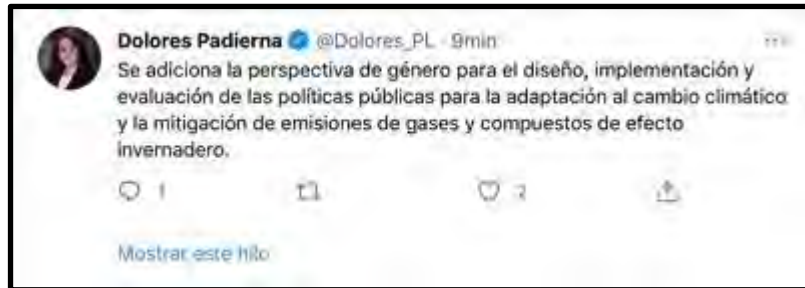 Dolores Padierna @Dolores_PL · 9min
Se adiciona la perspectiva de género para el diseño, implementación y
evaluación de las políticas públicas para la adaptación al cambio climático
y la mitigación de emisiones de gases y compuestos de efecto
invernadero.
1 2
Mostrar este hilo